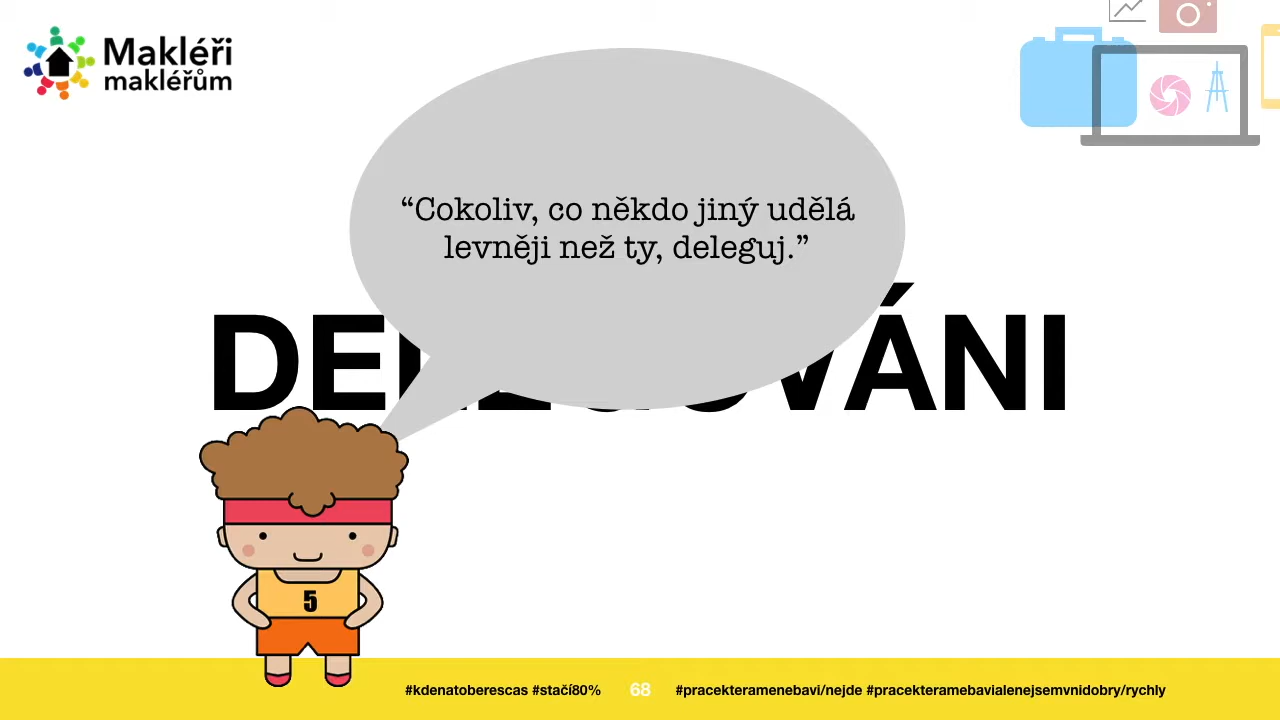 Makléři
makléřům
“Cokoliv, co někdo jiný udělá
levněji než ty, deleguj.”
5
#kdenatoberescas #stačí80%
68
#pracekteramenebavi/nejde #pracekteramebavialenejsemvnidobry/rychly